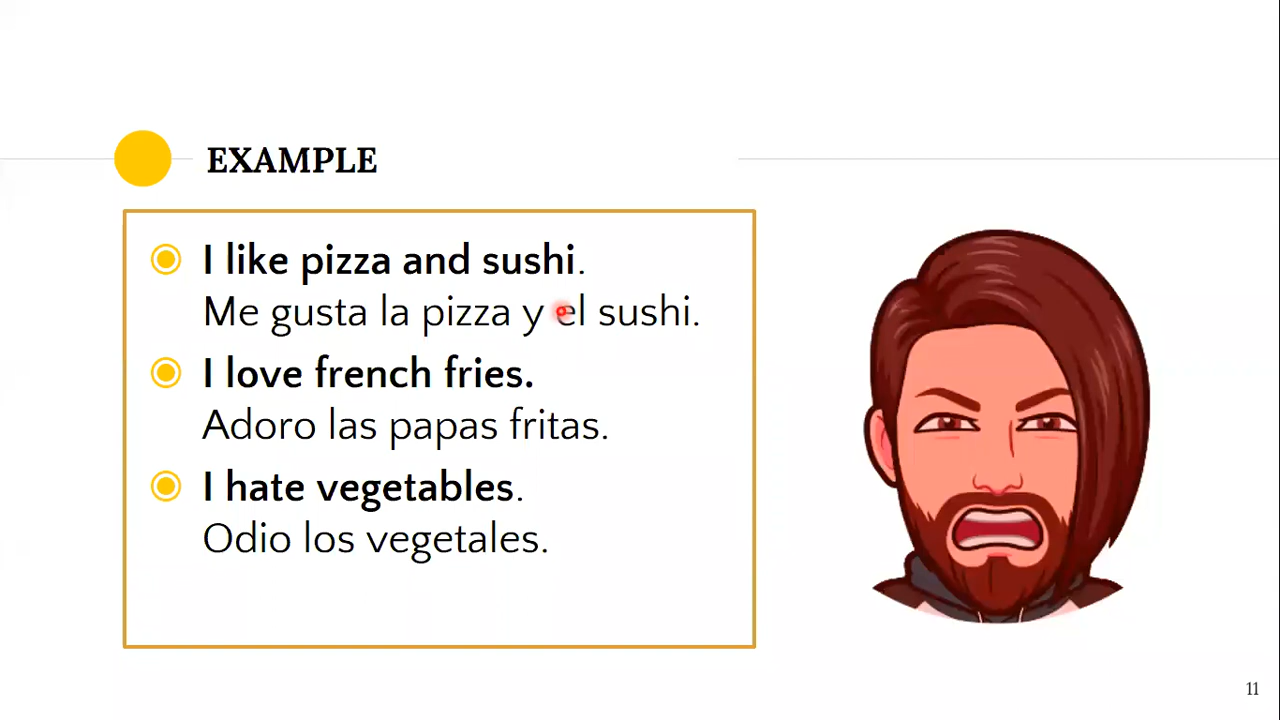 EXAMPLE
I like pizza and sushi.
Me gusta la pizza y el sushi.
I love french fries.
Adoro las papas fritas.
I hate vegetables.
Odio los vegetales.
11